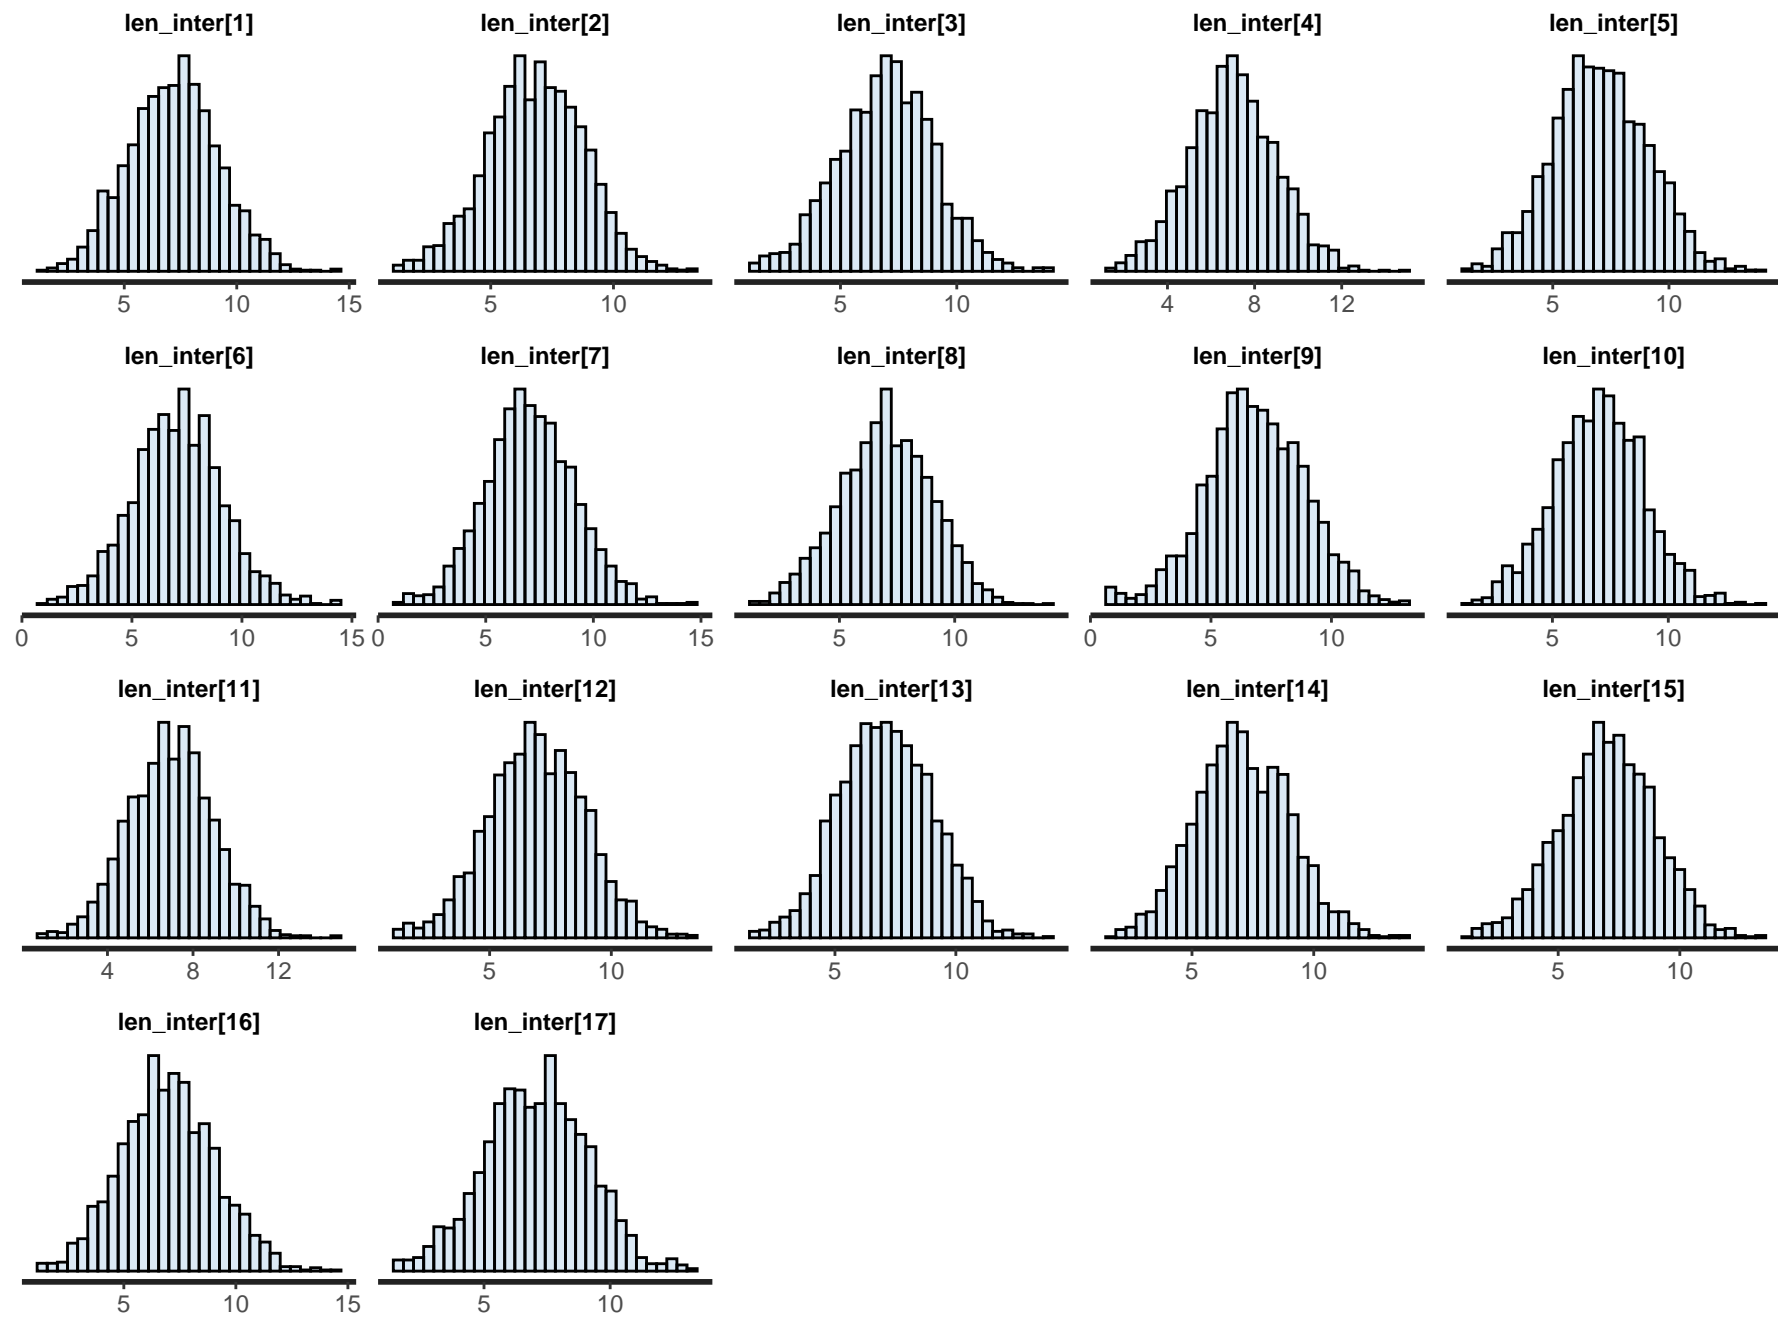 len_inter[1] len_inter[2] len_inter[3] len_inter[4] len_inter[5]
5 10 15 5 10 5 10 4 8 12 5 10
len_inter[6] len_inter[7] len_inter[8] len_inter[9] len_inter[10]
0 5 10 15 0 5 10 15 5 10 0 5 10 5 10
len_inter[11] len_inter[12] len_inter[13] len_inter[14] len_inter[15]
4 8 12 5 10 5 10 5 10 5 10
len_inter[16] len_inter[17]
5 10 15 5 10